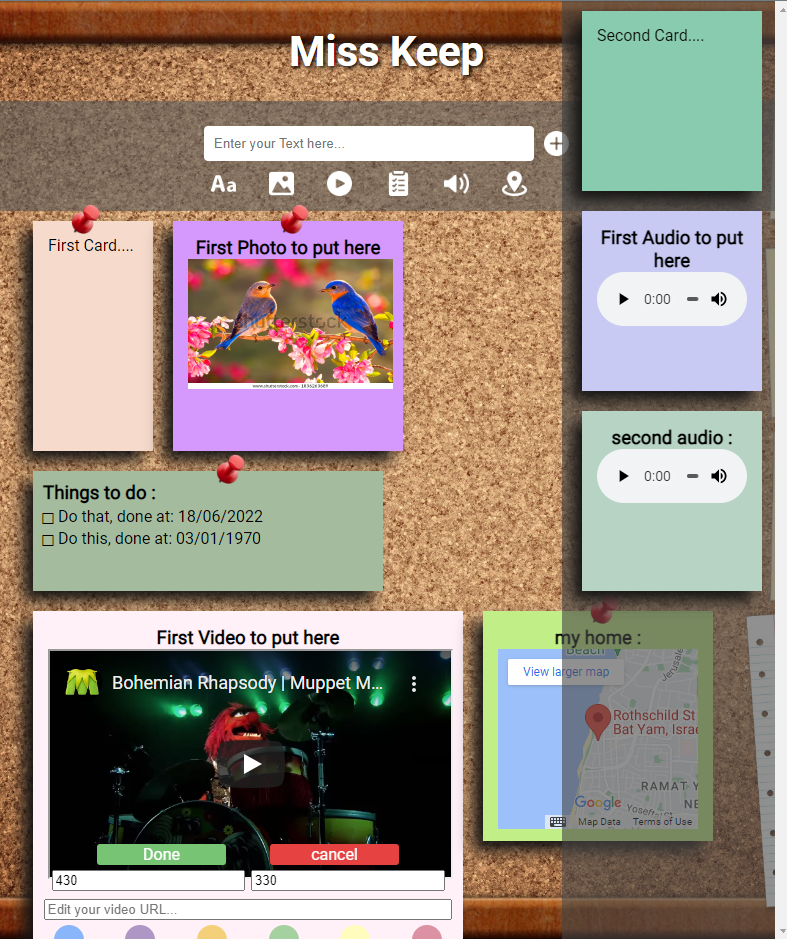 Miss Keep
Second Card....
Enter your Text here...
Aa
First Card....
First Photo to put here
shutterstock
First Audio to put
here
0:00
second audio :
0:00
Things to do :
Do that, done at: 18/06/2022
Do this, done at: 03/01/1970
First Video to put here
Bohemian Rhapsody | Muppet M...
Done
cancel
430
330
Edit your video URL...
my home :
Beach
View larger map
Jerusale
Rothschild St
Bat Yam, Israe
RAMAT Y
NE
Yosefta
Google
Map Data
Terms of Use